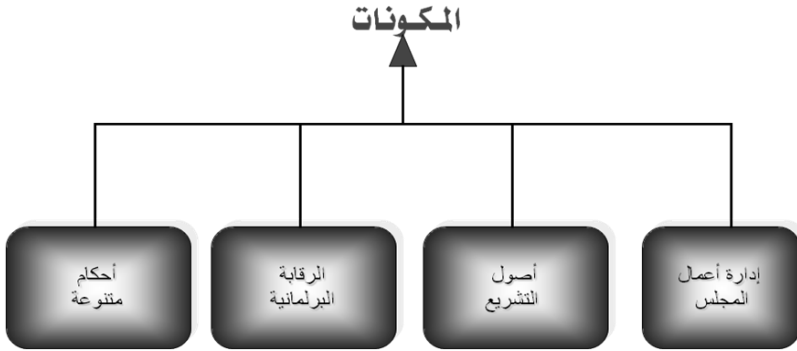 المكونات
إدارة أعمال
المجلس
أصول
التشريع
الرقابة
البرلمانية
أحكام
متنوعة